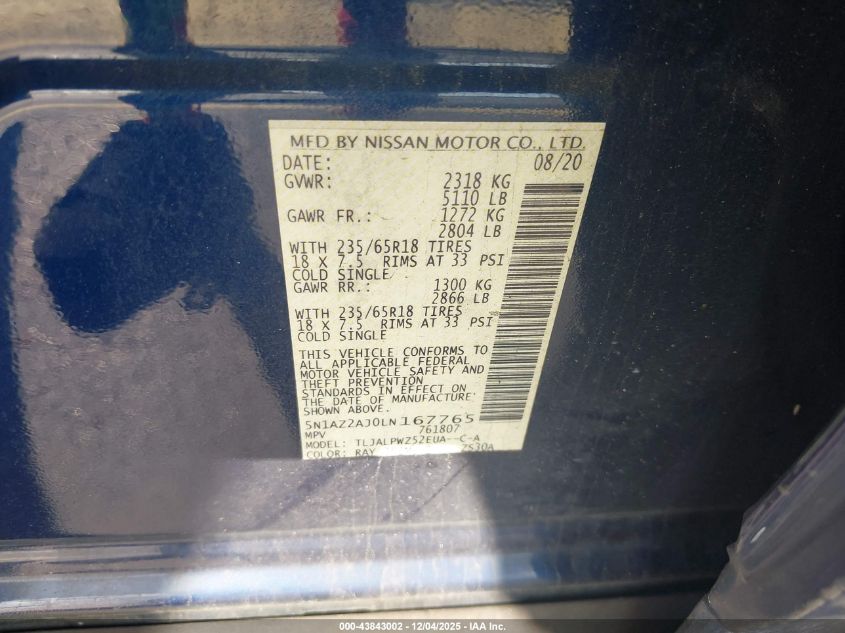 MFD BY NISSAN MOTOR CO., LTD.
DATE: 08/20
GVWR: 2318 KG
5110 LB
GAWR FR.: 1272 KG
2804 LB
WITH 235/65R18 TIRES
18 X 7.5 RIMS AT 33 PSI
COLD SINGLE
GAWR RR.: 1300 KG
2866 LB
WITH 235/65R18 TIRES
18 X 7.5 RIMS AT 33 PSI
COLD SINGLE
THIS VEHICLE CONFORMS TO
ALL APPLICABLE FEDERAL
MOTOR VEHICLE SAFETY AND
THEFT PREVENTION
STANDARDS IN EFFECT ON
THE DATE OF MANUFACTURE
SHOWN ABOVE.
5N1AZ2AJ0LN167765
MPV 761807
MODEL: TLJALPWZ52EUA--C-A
COLOR: RAY ZS30A
000-43843002 - 12/04/2025 - IAA Inc.